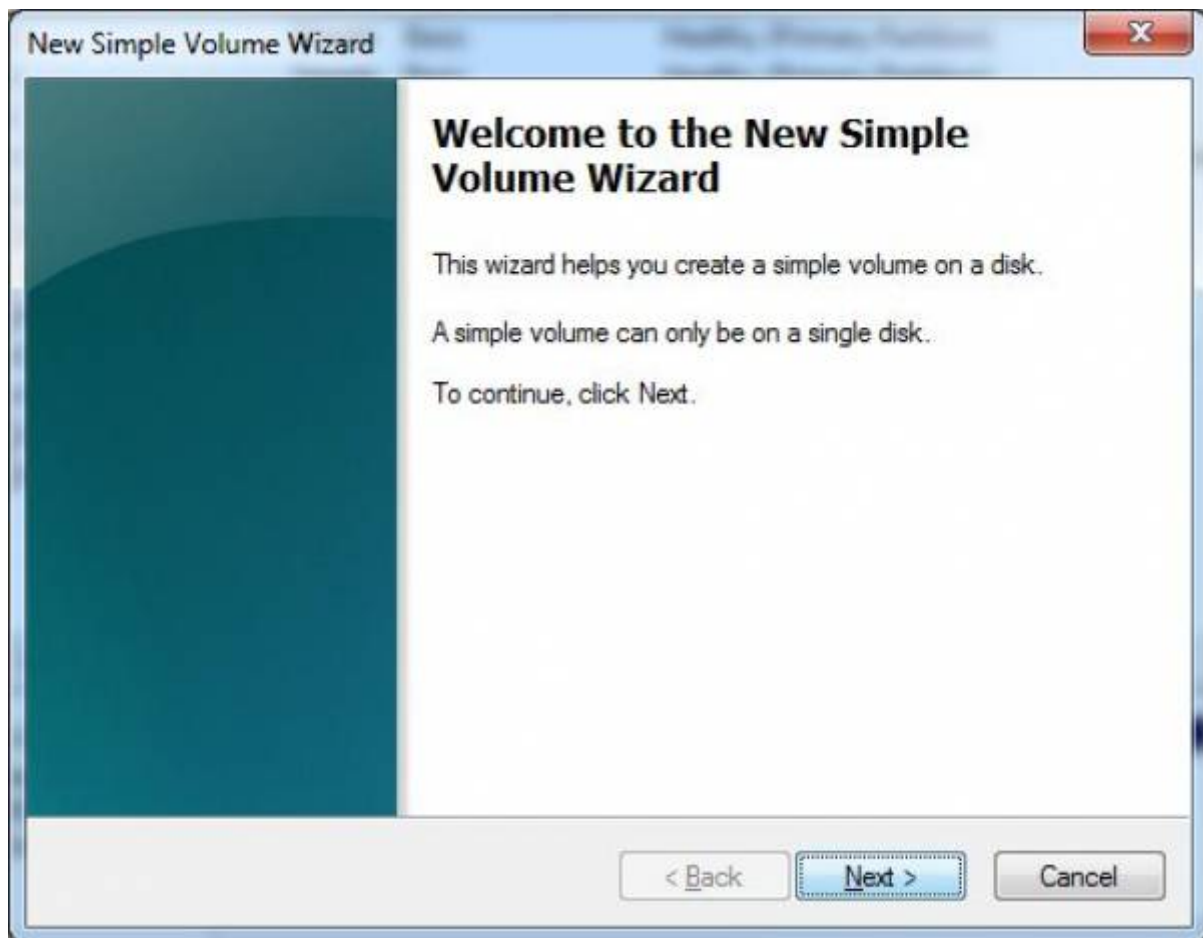 New Simple Volume Wizard
Welcome to the New Simple
Volume Wizard
This wizard helps you create a simple volume on a disk.
A simple volume can only be on a single disk.
To continue, click Next.
< Back
Next >
Cancel